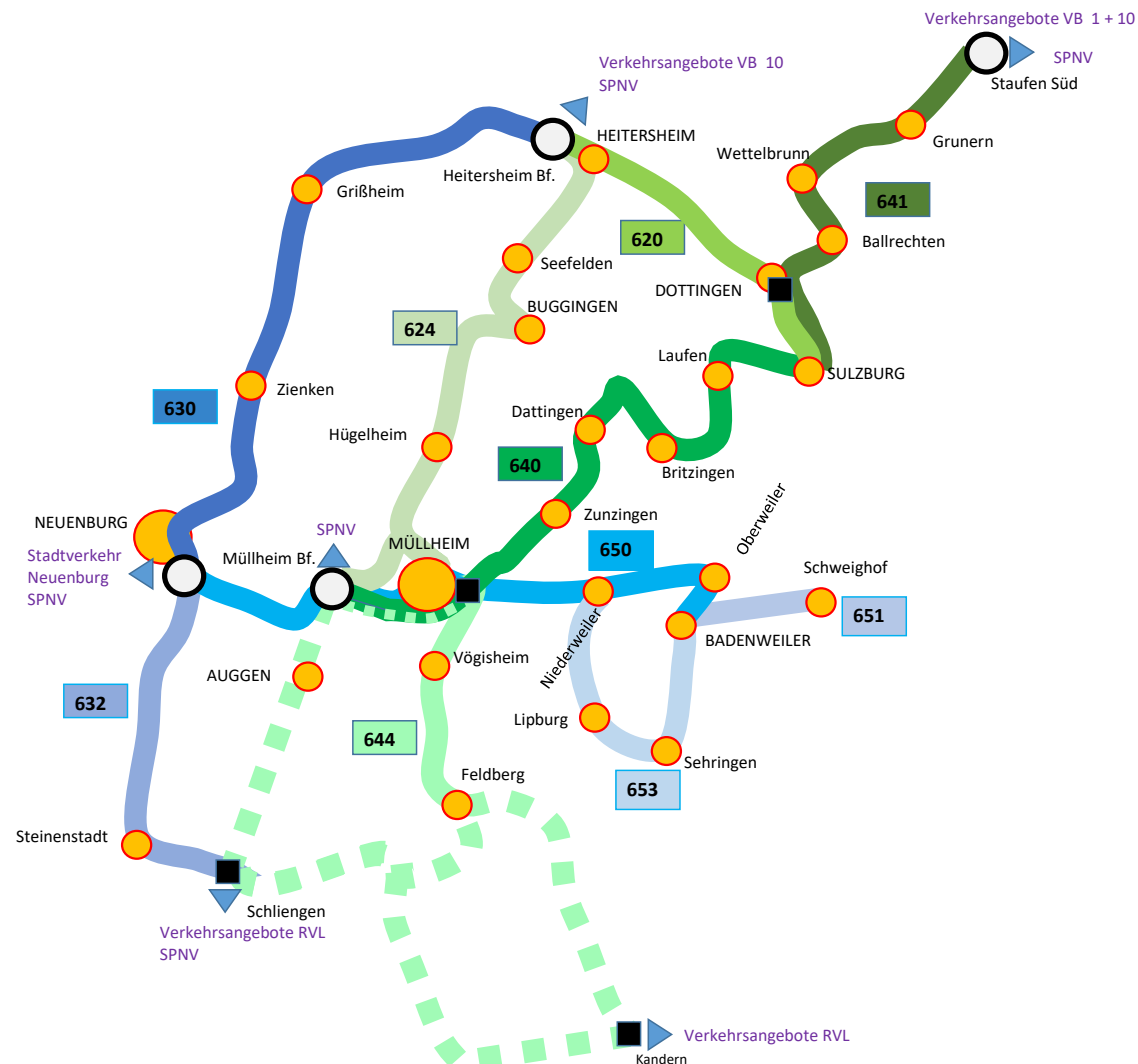 Verkehrsangebote VB 1 + 10
SPNV
Staufen Süd
Verkehrsangebote VB 10
SPNV
HEITERSHEIM
Heitersheim Bf.
Grunern
Wettelbrunn
Grißheim
641
620
Ballrechten
Seefelden
DOTTINGEN
BUGGINGEN
624
Laufen
SULZBURG
Zienken
630
Dattingen
Hügelheim
640
Britzingen
Zunzingen
Oberweiler
NEUENBURG
SPNV
MÜLLHEIM
650
Stadtverkehr
Neuenburg
SPNV
Müllheim Bf.
Schweighof
651
BADENWEILER
Niederweiler
Vögisheim
AUGGEN
632
Lipburg
644
Sehringen
653
Feldberg
Steinenstadt
Schliengen
Verkehrsangebote RVL
SPNV
Verkehrsangebote RVL
Kandern